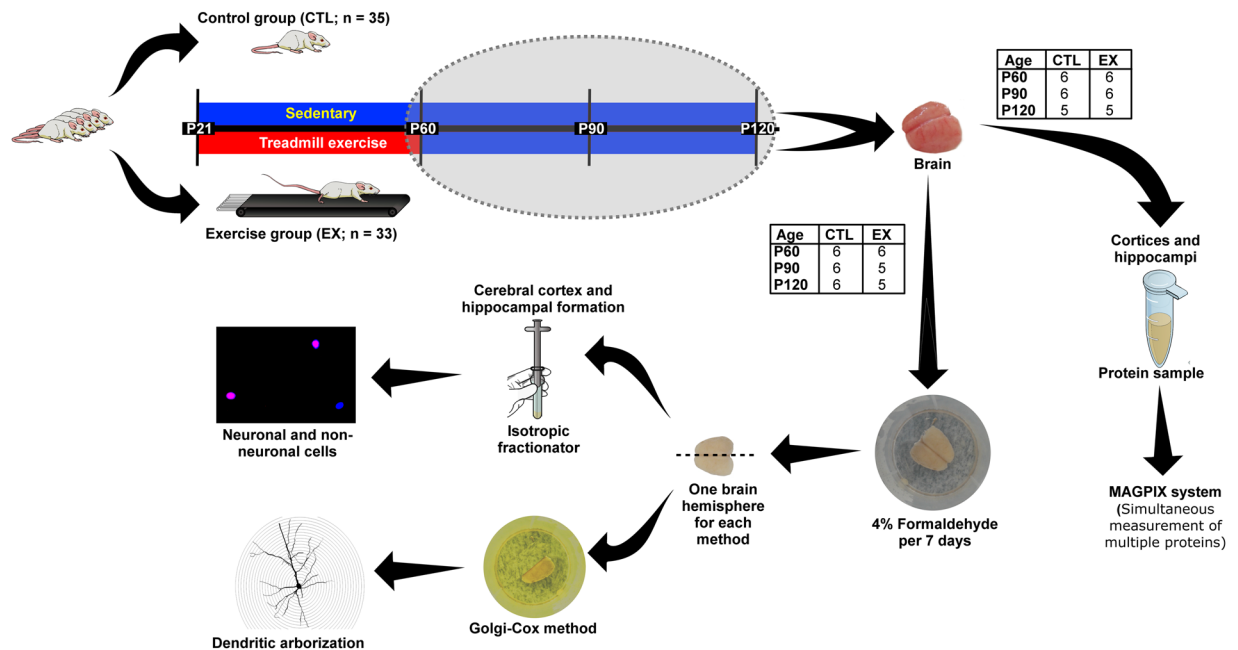 Control group (CTL; n = 35)
Sedentary
P21
P60
P90
P120
Treadmill exercise
Exercise group (EX; n = 33)
Brain
Age CTL EX
P60 6 6
P90 6 6
P120 5 5
Age CTL EX
P60 6 6
P90 6 5
P120 6 5
Cortices and
hippocampi
Protein sample
MAGPIX system
(Simultaneous
measurement of
multiple proteins)
4% Formaldehyde
per 7 days
One brain
hemisphere
for each
method
Cerebral cortex and
hippocampal formation
Isotropic
fractionator
Neuronal and non-
neuronal cells
Golgi-Cox method
Dendritic arborization